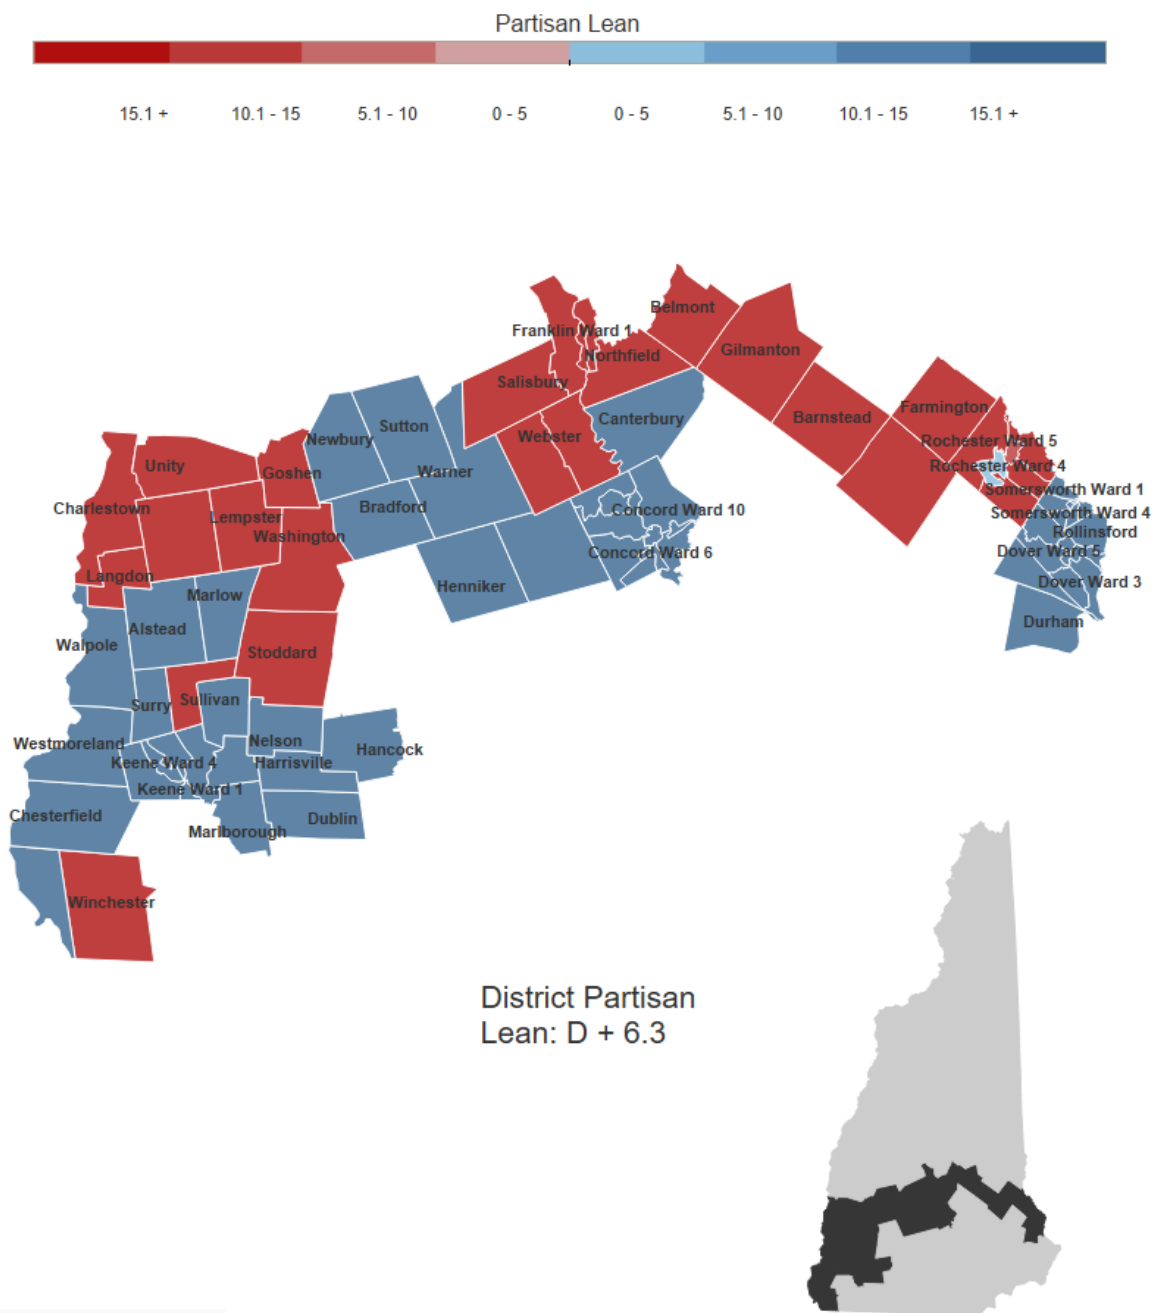 Partisan Lean
15.1 + 10.1 - 15 5.1 - 10 0 - 5 0 - 5 5.1 - 10 10.1 - 15 15.1 +
Belmont
Franklin Ward 1
Gilmanton
Northfield
Salisbury
Farmington
Barnstead
Canterbury
Sutton
Newbury
Webster
Rochester Ward 5
Unity
Goshen
Warner
Rochester Ward 4
Somersworth Ward 1
Charlestown
Bradford
Concord Ward 10
Somersworth Ward 4
Lempster
Rollinsford
Washington
Concord Ward 6
Dover Ward 5
Langdon
Henniker
Dover Ward 3
Marlow
Durham
Alstead
Walpole
Stoddard
Sullivan
Surry
Westmoreland
Nelson
Hancock
Keene Ward 4
Harrisville
Keene Ward 1
Chesterfield
Dublin
Marlborough
Winchester
District Partisan
Lean: D + 6.3